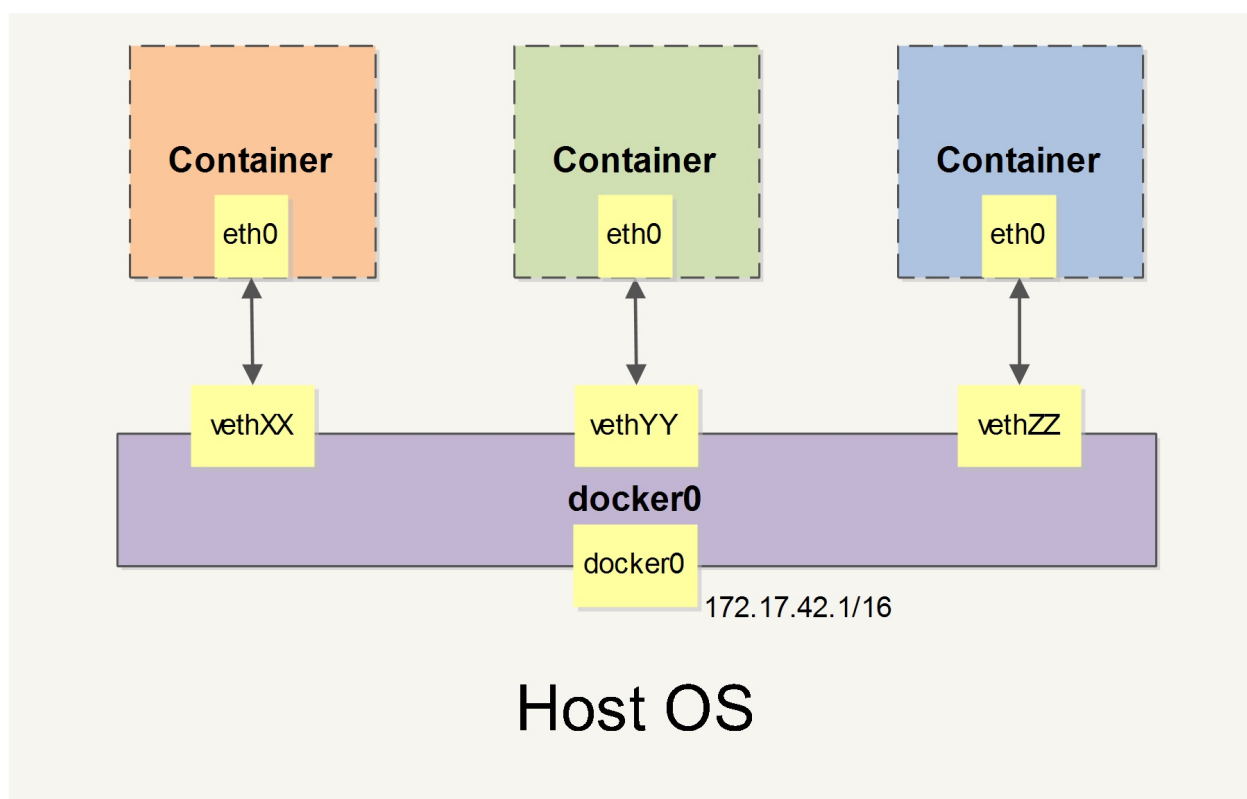 Container
Container
Container
eth0
eth0
eth0
vethXX
vethYY
vethZZ
docker0
docker0
172.17.42.1/16
Host OS